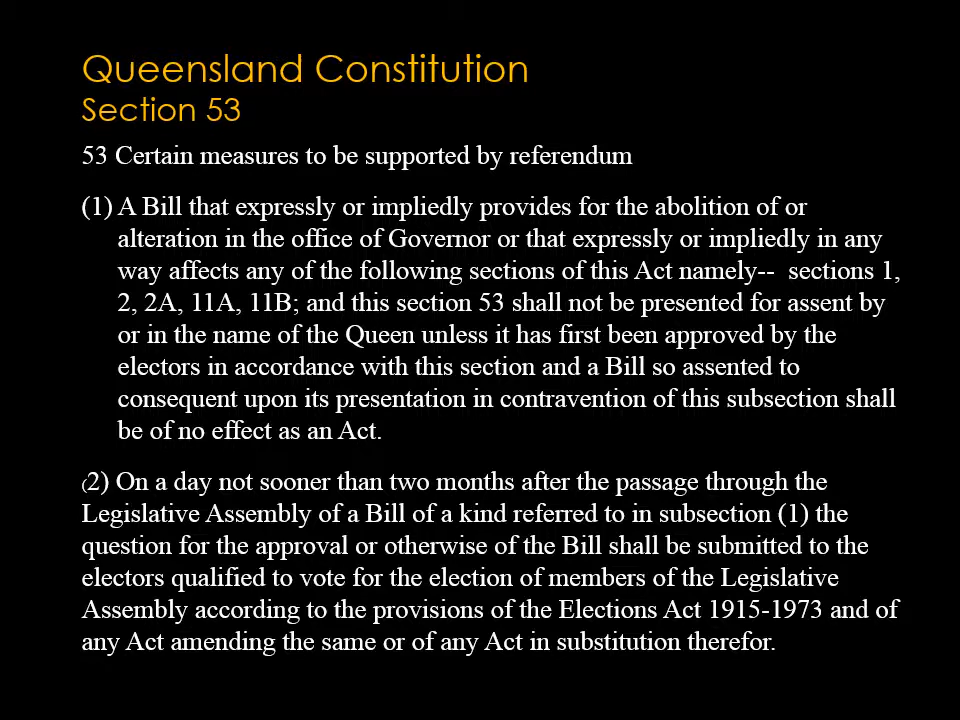 Queensland Constitution
Section 53
53 Certain measures to be supported by referendum
(1) A Bill that expressly or impliedly provides for the abolition of or
alteration in the office of Governor or that expressly or impliedly in any
way affects any of the following sections of this Act namely-- sections 1,
2, 2A, 11A, 11B; and this section 53 shall not be presented for assent by
or in the name of the Queen unless it has first been approved by the
electors in accordance with this section and a Bill so assented to
consequent upon its presentation in contravention of this subsection shall
be of no effect as an Act.
(2) On a day not sooner than two months after the passage through the
Legislative Assembly of a Bill of a kind referred to in subsection (1) the
question for the approval or otherwise of the Bill shall be submitted to the
electors qualified to vote for the election of members of the Legislative
Assembly according to the provisions of the Elections Act 1915-1973 and of
any Act amending the same or of any Act in substitution therefor.